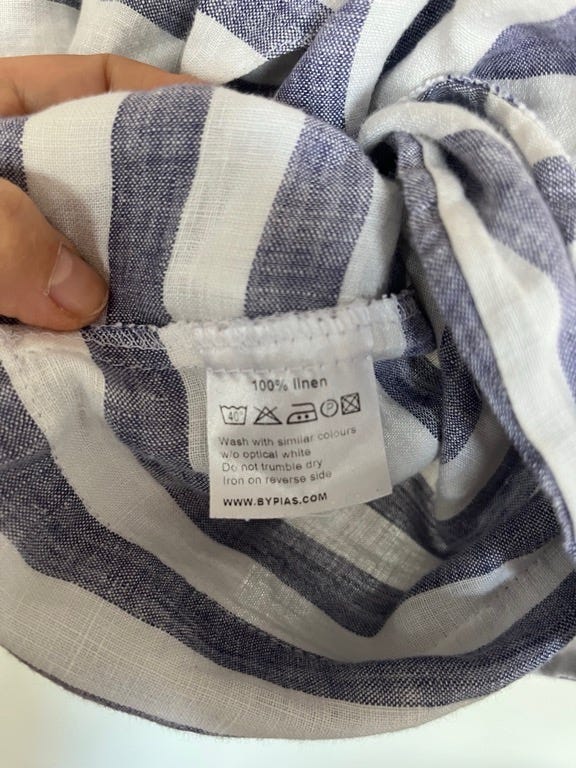 100% linen
40° P
Wash with similar colours
w/o optical white
Do not trumble dry
Iron on reverse side
WWW.BYPIAS.COM